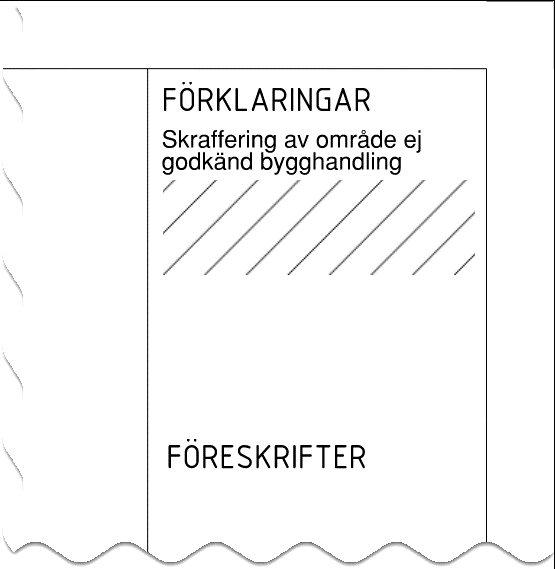 FÖRKLARINGAR
Skraffering av område ej
godkänd bygghandling
FÖRESKRIFTER